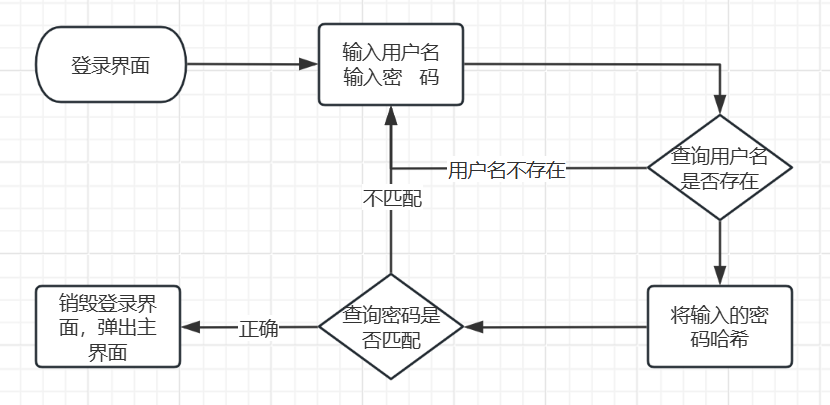 登录界面
输入用户名
输入密 码
查询用户名
是否存在
用户名不存在
不匹配
销毁登录界
面，弹出主
界面
正确
查询密码是
否匹配
将输入的密
码哈希